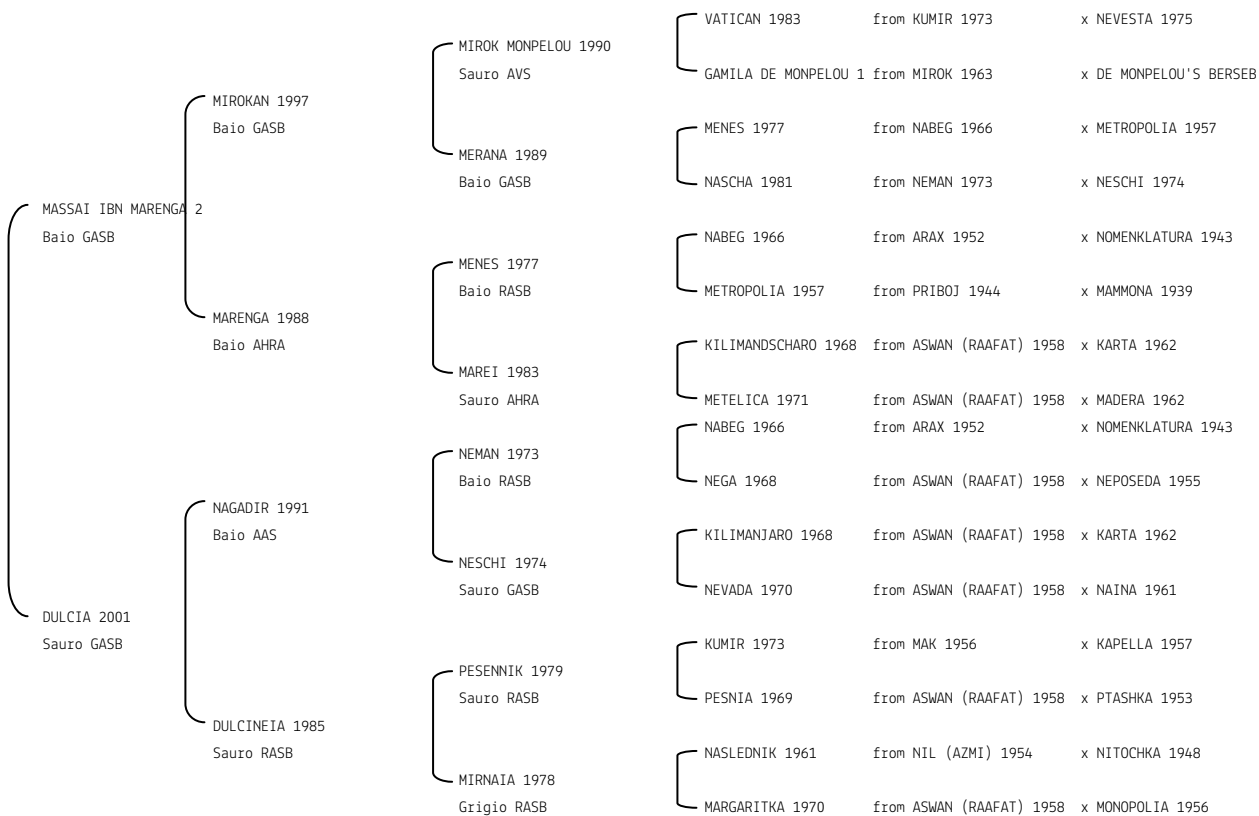 VATICAN 1983 from KUMIR 1973 x NEVESTA 1975
MIROK MONPELOU 1990
Sauro AVS
GAMILA DE MONPELOU 1 from MIROK 1963 x DE MONPELOU'S BERSEB
MIROKAN 1997
Baio GASB
MENES 1977 from NABEG 1966 x METROPOLIA 1957
MERANA 1989
Baio GASB
NASCHA 1981 from NEMAN 1973 x NESCHI 1974
MASSAI IBN MARENGA 2
Baio GASB
NABEG 1966 from ARAX 1952 x NOMENKLATURA 1943
MENES 1977
Baio RASB
METROPOLIA 1957 from PRIBOJ 1944 x MAMMONA 1939
MARENGA 1988
Baio AHRA
KILIMANDSCHARO 1968 from ASWAN (RAAFAT) 1958 x KARTA 1962
MAREI 1983
Sauro AHRA
METELICA 1971 from ASWAN (RAAFAT) 1958 x MADERA 1962
NABEG 1966 from ARAX 1952 x NOMENKLATURA 1943
NEMAN 1973
Baio RASB
NEGA 1968 from ASWAN (RAAFAT) 1958 x NEPOSEDA 1955
NAGADIR 1991
Baio AAS
KILIMANJARO 1968 from ASWAN (RAAFAT) 1958 x KARTA 1962
NESCHI 1974
Sauro GASB
NEVADA 1970 from ASWAN (RAAFAT) 1958 x NAINA 1961
DULCIA 2001
Sauro GASB
KUMIR 1973 from MAK 1956 x KAPELLA 1957
PESENNIK 1979
Sauro RASB
PESNIA 1969 from ASWAN (RAAFAT) 1958 x PTASHKA 1953
DULCINEIA 1985
Sauro RASB
NASLEDNIK 1961 from NIL (AZMI) 1954 x NITOCHKA 1948
MIRNAIA 1978
Grigio RASB
MARGARITKA 1970 from ASWAN (RAAFAT) 1958 x MONOPOLIA 1956